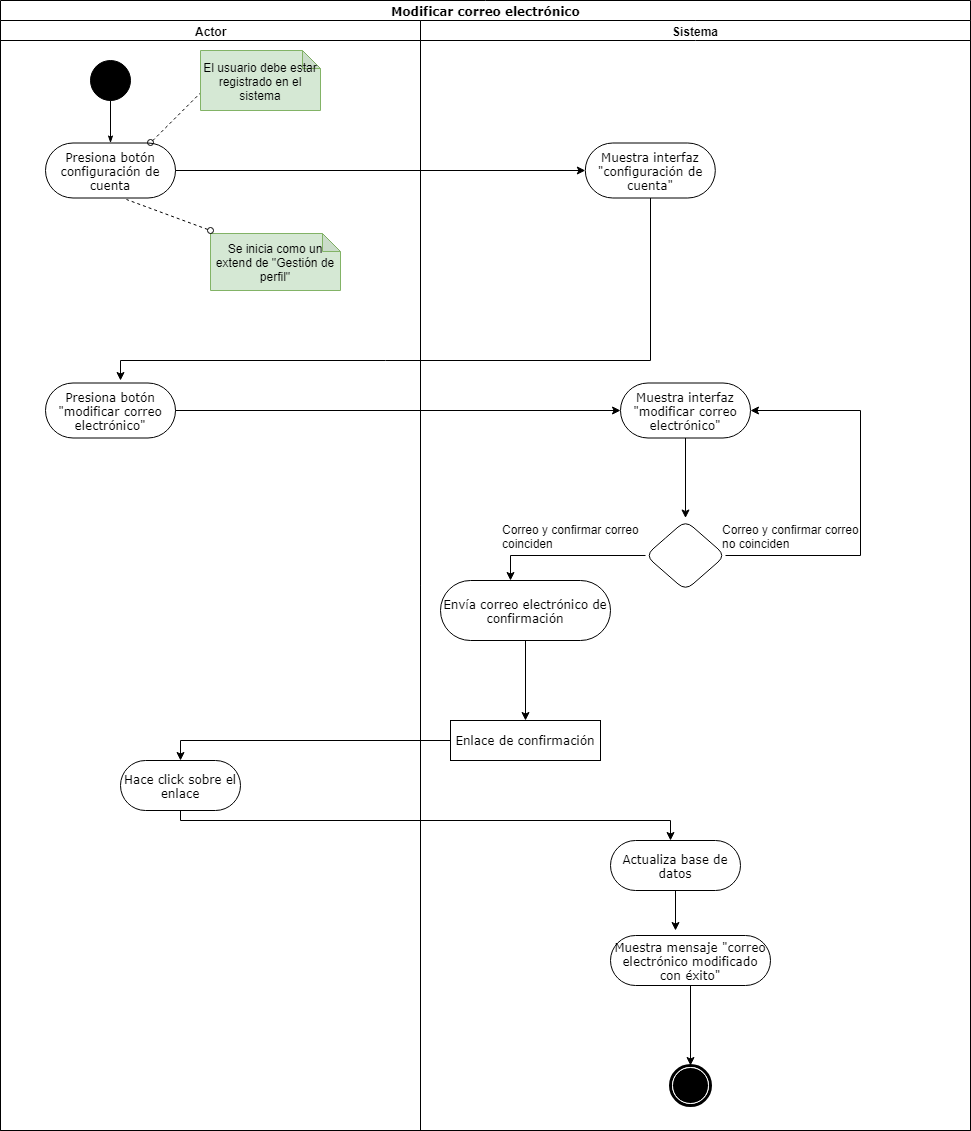 Modificar correo electrónico
Actor
Sistema
El usuario debe estar
registrado en el
sistema
Presiona botón
configuración de
cuenta
Muestra interfaz
"configuración de
cuenta"
Se inicia como un
extend de "Gestión de
perfil"
Presiona botón
"modificar correo
electrónico"
Muestra interfaz
"modificar correo
electrónico"
Correo y confirmar correo
coinciden
Correo y confirmar correo
no coinciden
Envía correo electrónico de
confirmación
Enlace de confirmación
Hace click sobre el
enlace
Actualiza base de
datos
Muestra mensaje "correo
electrónico modificado
con éxito"